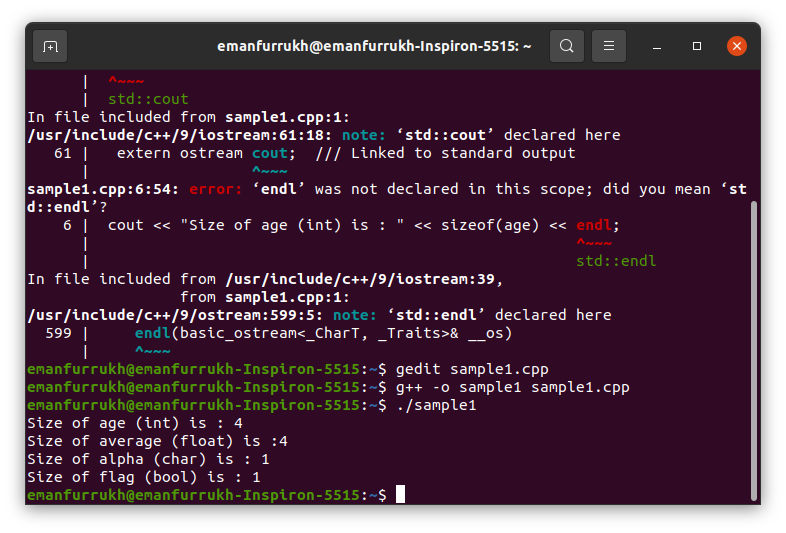 emanfurrukh@emanfurrukh-Inspiron-5515: ~
| ^~~~
| std::cout
In file included from sample1.cpp:1:
/usr/include/c++/9/iostream:61:18: note: ‘std::cout’ declared here
61 |   extern ostream cout;  /// Linked to standard output
|                  ^~~~
sample1.cpp:6:54: error: ‘endl’ was not declared in this scope; did you mean ‘st
d::endl’?
6 |  cout << "Size of age (int) is : " << sizeof(age) << endl;
|                                                      ^~~~
|                                                      std::endl
In file included from /usr/include/c++/9/iostream:39,
from sample1.cpp:1:
/usr/include/c++/9/ostream:599:5: note: ‘std::endl’ declared here
599 |     endl(basic_ostream<_CharT, _Traits>& __os)
|     ^~~~
emanfurrukh@emanfurrukh-Inspiron-5515:~$ gedit sample1.cpp
emanfurrukh@emanfurrukh-Inspiron-5515:~$ g++ -o sample1 sample1.cpp
emanfurrukh@emanfurrukh-Inspiron-5515:~$ ./sample1
Size of age (int) is : 4
Size of average (float) is :4
Size of alpha (char) is : 1
Size of flag (bool) is : 1
emanfurrukh@emanfurrukh-Inspiron-5515:~$